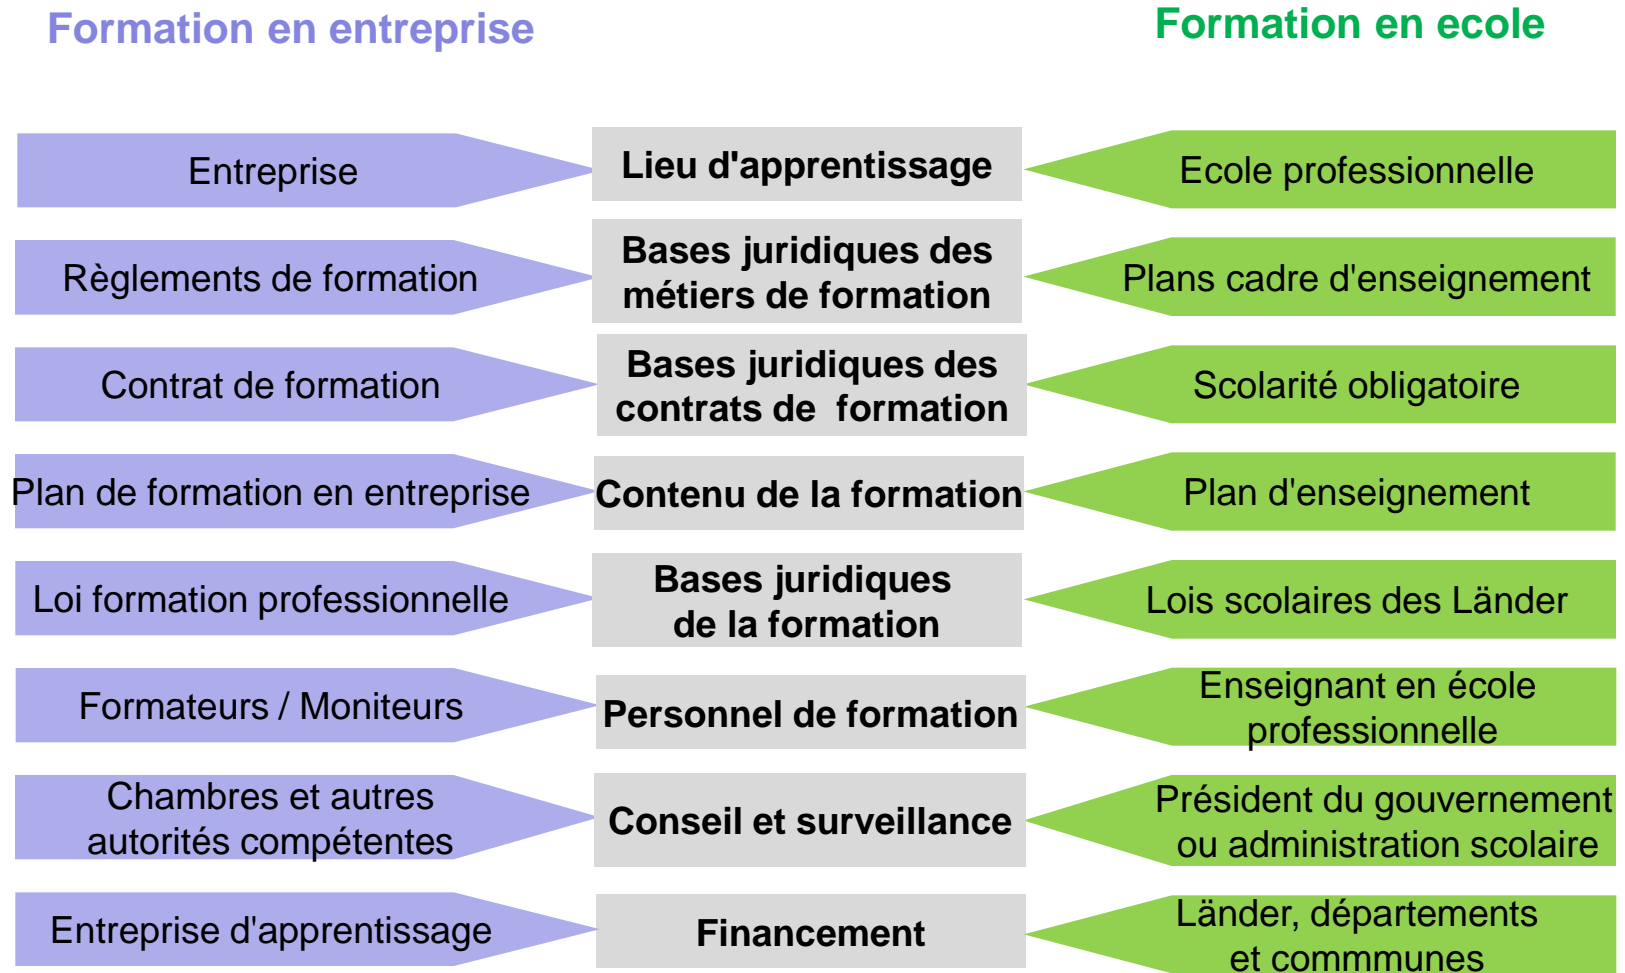 Formation en entreprise
Formation en ecole
Entreprise
Lieu d'apprentissage
Ecole professionnelle
Règlements de formation
Bases juridiques des
métiers de formation
Plans cadre d'enseignement
Contrat de formation
Bases juridiques des
contrats de  formation
Scolarité obligatoire
Plan de formation en entreprise
Contenu de la formation
Plan d'enseignement
Loi formation professionnelle
Bases juridiques
de la formation
Lois scolaires des Länder
Formateurs / Moniteurs
Personnel de formation
Enseignant en école
professionnelle
Chambres et autres
autorités compétentes
Conseil et surveillance
Président du gouvernement
ou administration scolaire
Entreprise d'apprentissage
Financement
Länder, départements
et commmunes